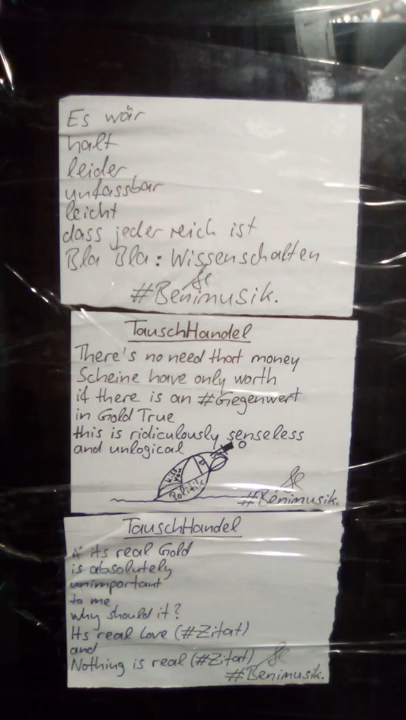 Es wär
halt
leider
unfassbar
leicht
dass jeder reich ist
Bla Bla: Wissenschaften
#Benimusik.
TauschHandel
There's no need that money
Scheine have only worth
if there is an #Gegenwert
in Gold True
this is ridiculously senseless
and unlogical
Politik
#Benimusik.
TauschHandel
if its real Gold
is absolutely
unimportant
to me
why should it?
Its real Love (#Zitat)
and
Nothing is real (#Zitat)
#Benimusik.